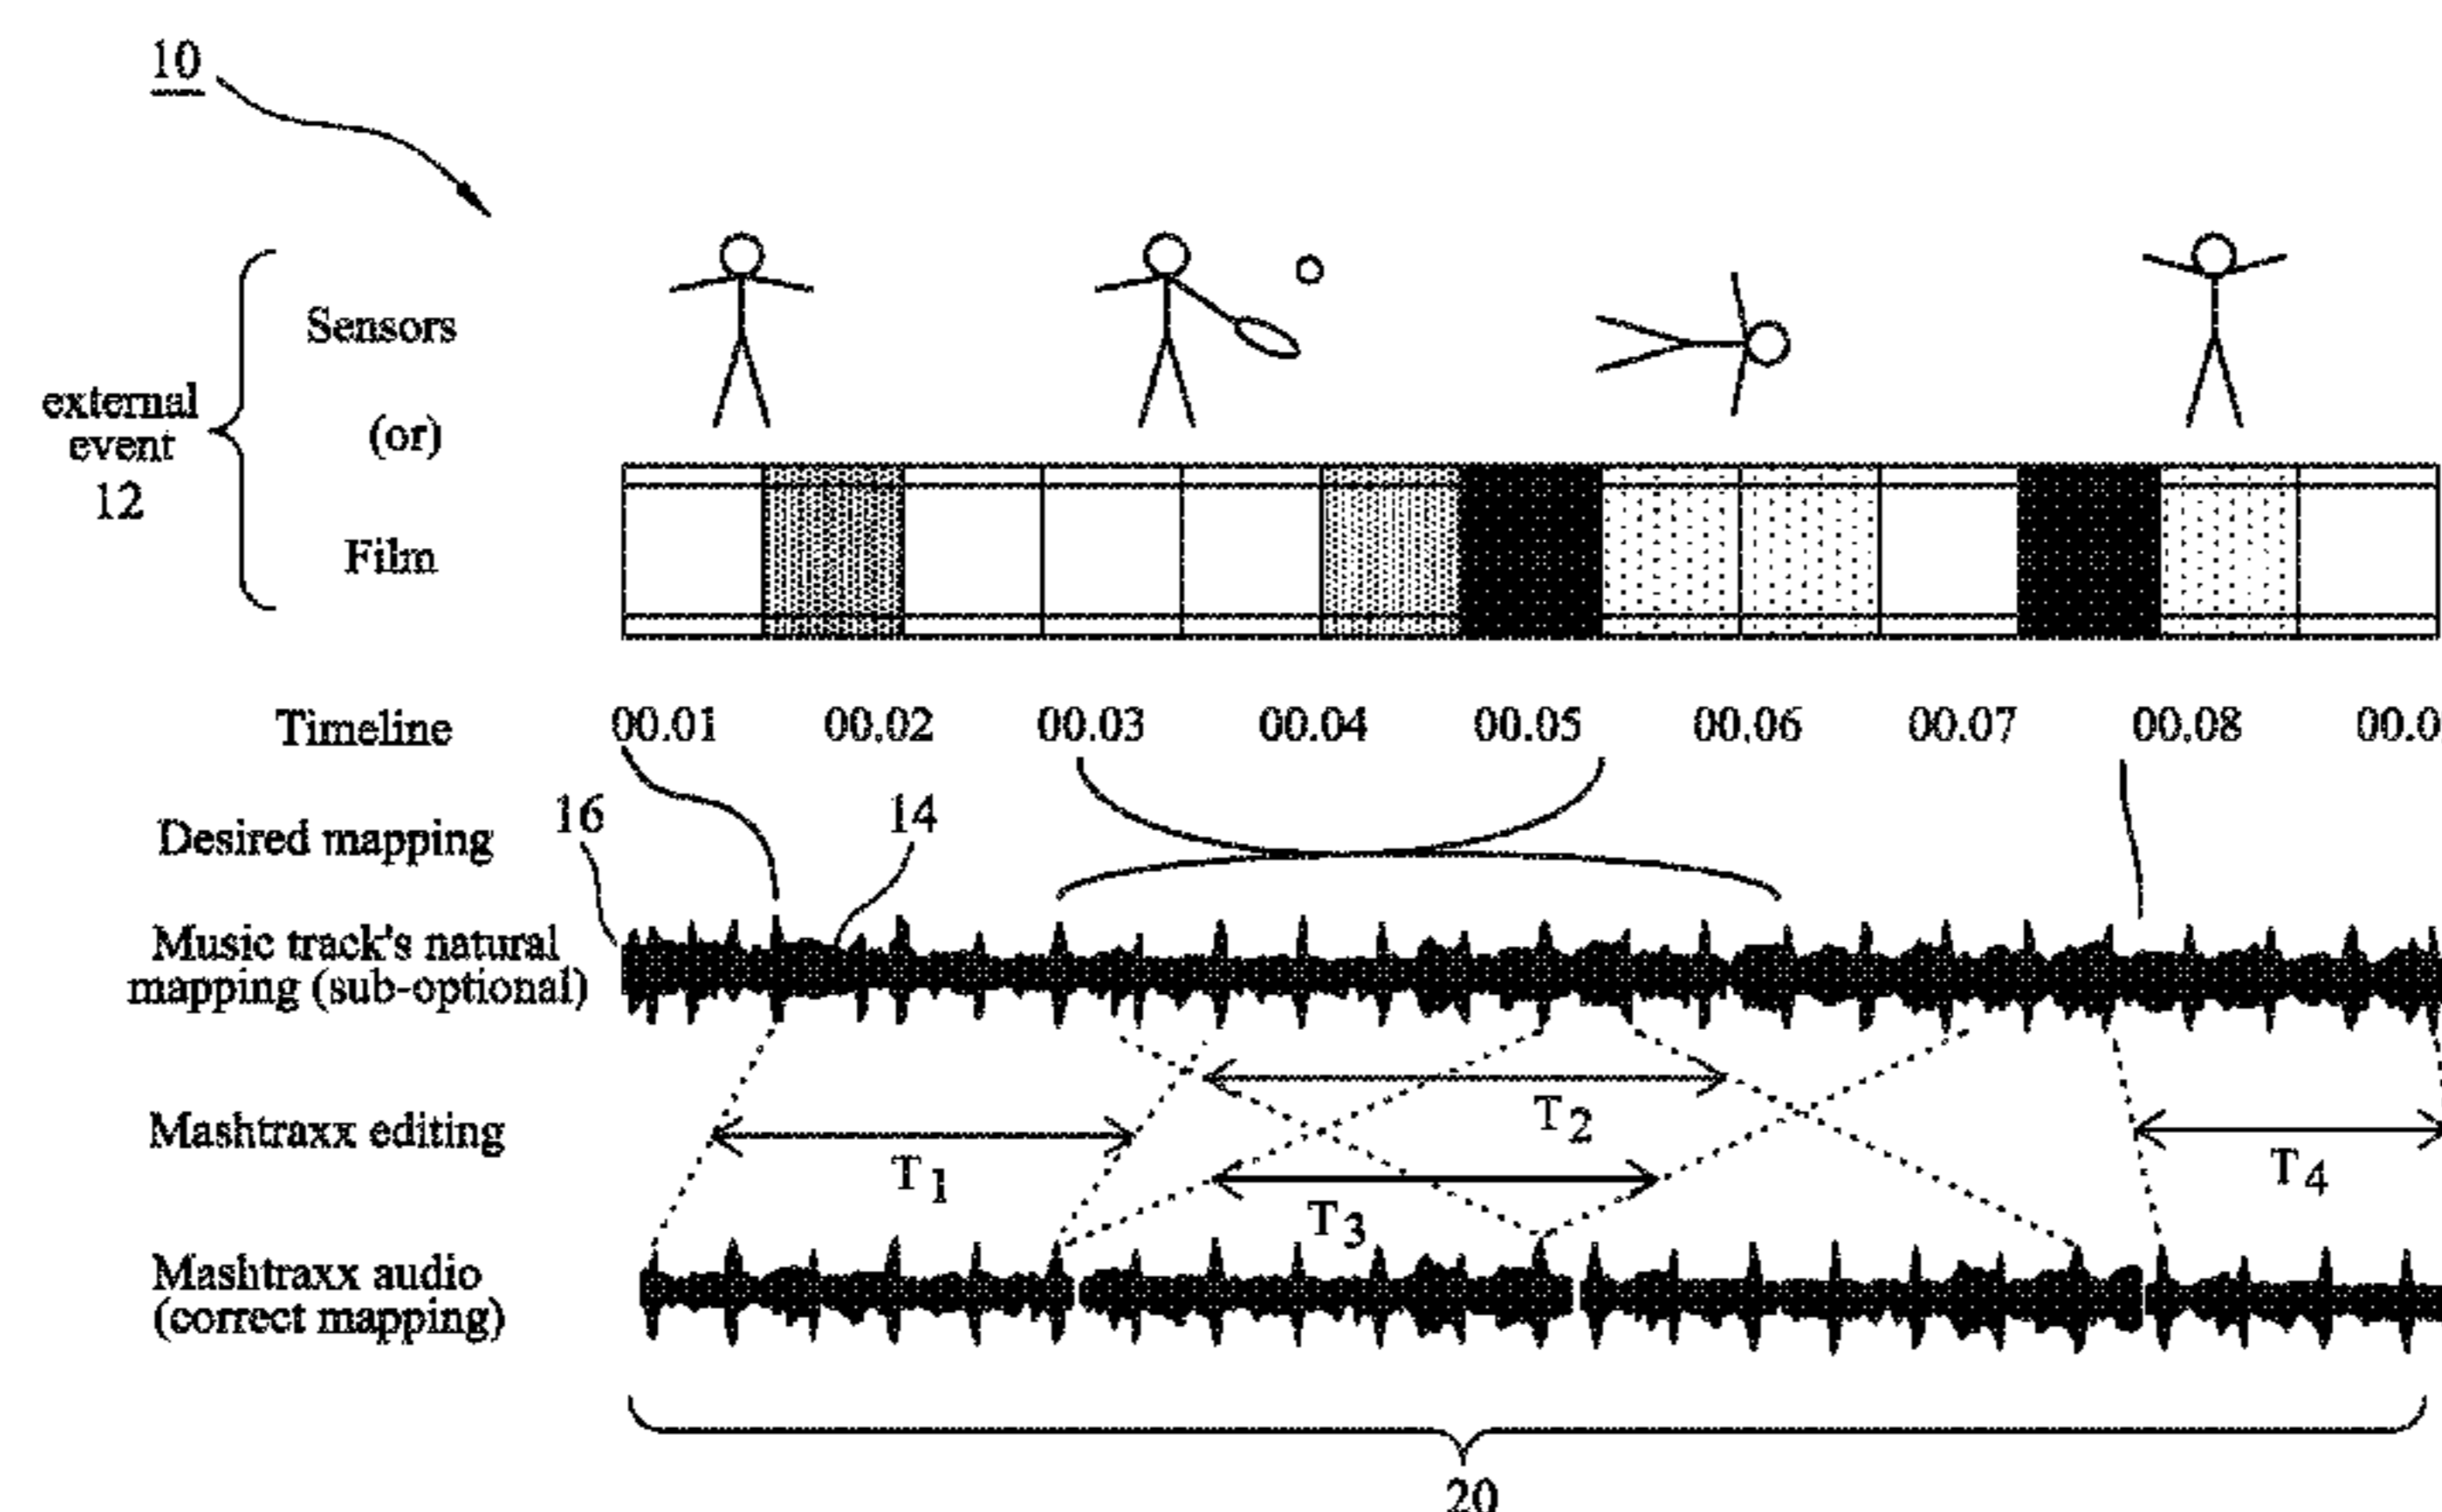 10
Sensors
external
event
12
(or)
Film
Timeline 00.01 00.02 00.03 00.04 00.05 00.06 00.07 00.08 00.0
Desired mapping 16 14
Music track's natural
mapping (sub-optional)
Mashtraxx editing
T2
T1
T4
T3
Mashtraxx audio
(correct mapping)
20